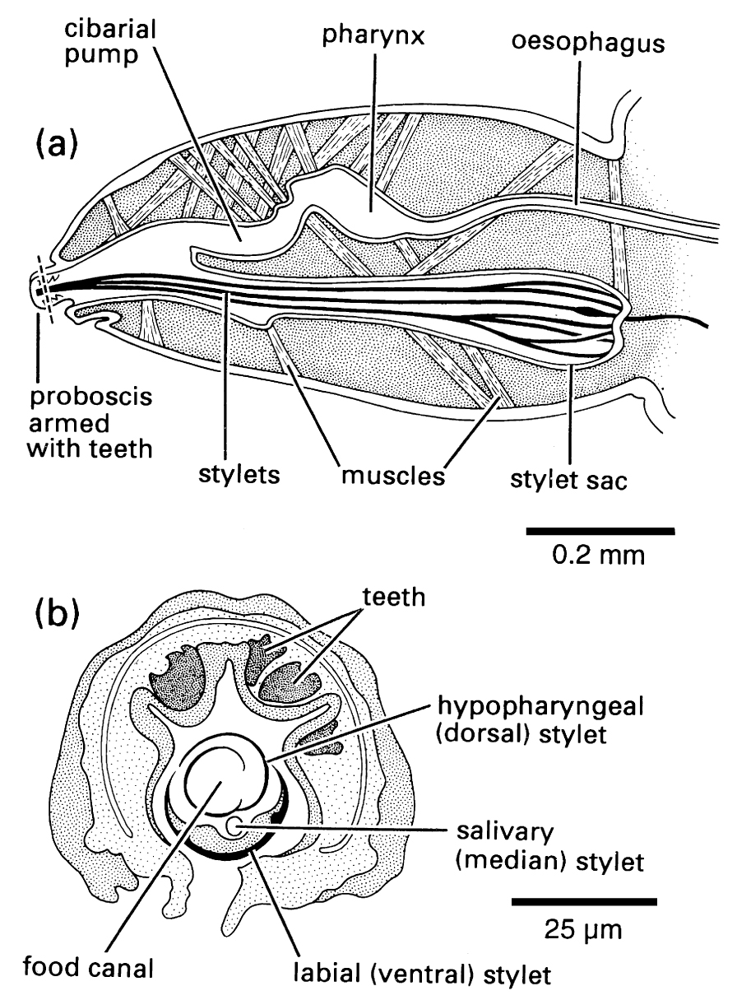 cibarial
pump
pharynx
oesophagus
(a)
proboscis
armed
with teeth
stylets
muscles
stylet sac
0.2 mm
(b)
teeth
hypopharyngeal
(dorsal) stylet
salivary
(median) stylet
25 µm
food canal
labial (ventral) stylet